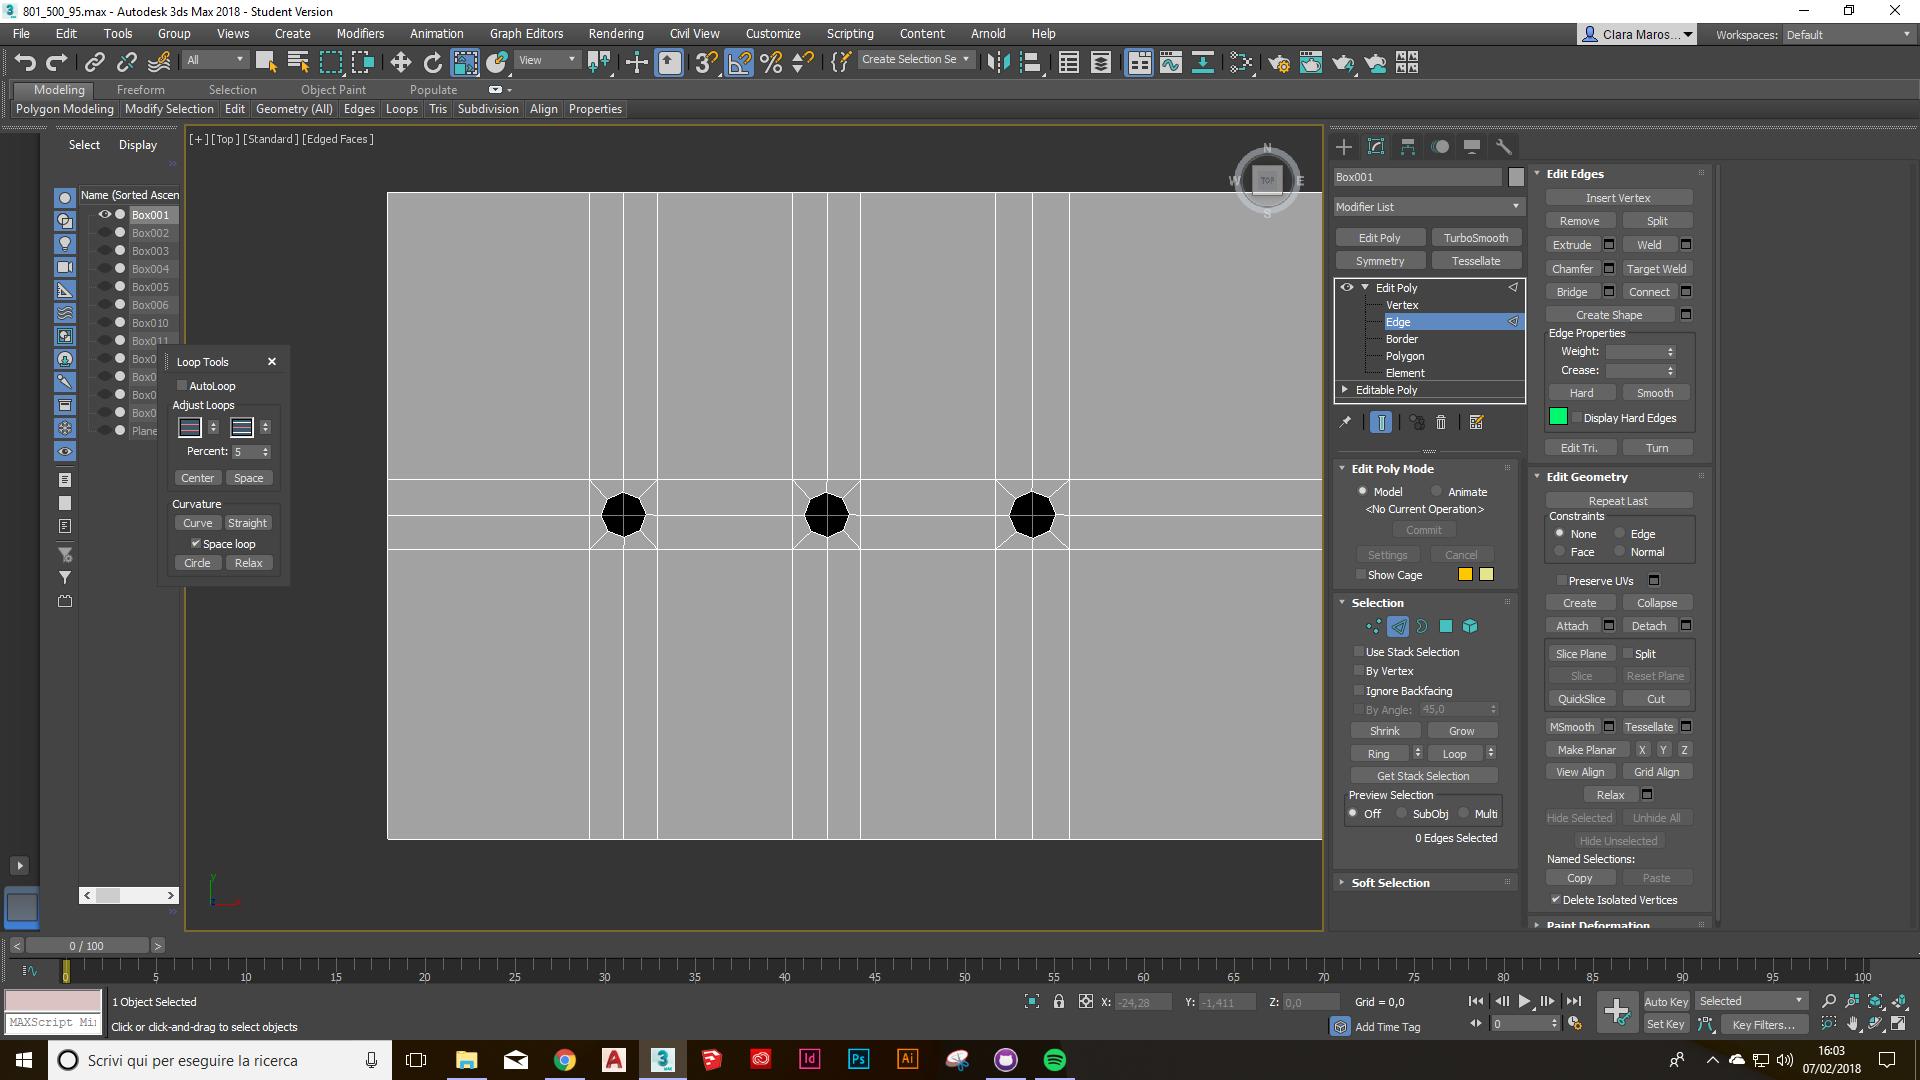 801_500_95.max - Autodesk 3ds Max 2018 - Student Version
File Edit Tools Group Views Create Modifiers Animation Graph Editors Rendering Civil View Customize Scripting Content Arnold Help
Clara Maros... Workspaces: Default
All View Create Selection Se
Modeling Freeform Selection Object Paint Populate
Polygon Modeling Modify Selection Edit Geometry (All) Edges Loops Tris Subdivision Align Properties
Select Display
Name (Sorted Ascen
Box001
Box002
Box003
Box004
Box005
Box006
Box010
Box011
Box0
Box0
Box0
Box0
Plane
Loop Tools
AutoLoop
Adjust Loops
Percent: 5
Center Space
Curvature
Curve Straight
Space loop
Circle Relax
[+] [Top] [Standard] [Edged Faces]
N
W TOP E
S
y
Box001
Modifier List
Edit Poly TurboSmooth
Symmetry Tessellate
Edit Poly
Vertex
Edge
Border
Polygon
Element
Editable Poly
Edit Poly Mode
Model Animate
<No Current Operation>
Commit
Settings Cancel
Show Cage
Selection
Use Stack Selection
By Vertex
Ignore Backfacing
By Angle: 45,0
Shrink Grow
Ring Loop
Get Stack Selection
Preview Selection
Off SubObj Multi
0 Edges Selected
Soft Selection
Edit Edges
Insert Vertex
Remove Split
Extrude Weld
Chamfer Target Weld
Bridge Connect
Create Shape
Edge Properties
Weight:
Crease:
Hard Smooth
Display Hard Edges
Edit Tri. Turn
Edit Geometry
Repeat Last
Constraints
None Edge
Face Normal
Preserve UVs
Create Collapse
Attach Detach
Slice Plane Split
Slice Reset Plane
QuickSlice Cut
MSmooth Tessellate
Make Planar X Y Z
View Align Grid Align
Relax
Hide Selected Unhide All
Hide Unselected
Named Selections:
Copy Paste
Delete Isolated Vertices
Paint Deformation
< 0 / 100 >
0 5 10 15 20 25 30 35 40 45 50 55 60 65 70 75 80 85 90 95 100
1 Object Selected
X: -24,28 Y: -1,411 Z: 0,0 Grid = 0,0
Auto Key Selected
MAXScript Mi
Click or click-and-drag to select objects
Add Time Tag
0
Set Key Key Filters...
Scrivi qui per eseguire la ricerca
16:03
07/02/2018